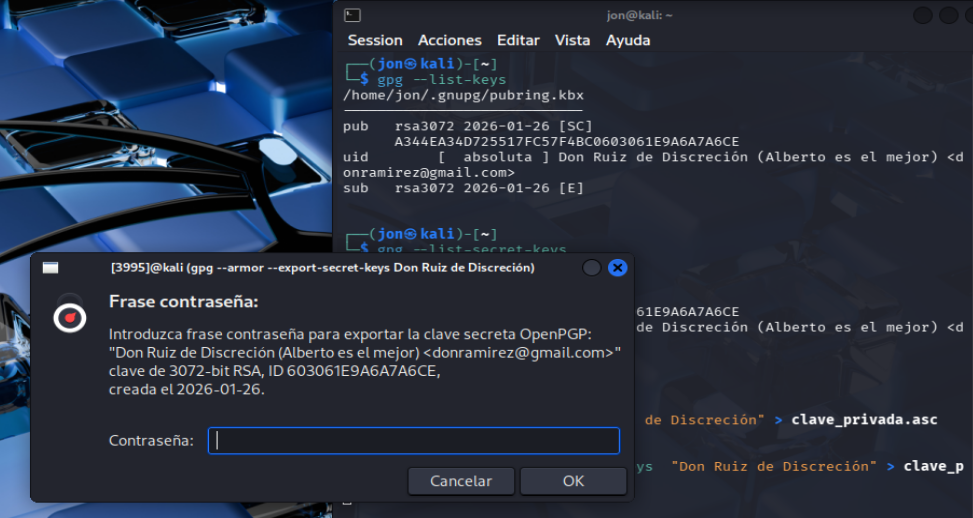 jon@kali: ~
Session Acciones Editar Vista Ayuda
(jon㉿kali)-[~]
$ gpg --list-keys
/home/jon/.gnupg/pubring.kbx
pub rsa3072 2026-01-26 [SC]
A344EA34D725517FC57F4BC0603061E9A6A7A6CE
uid [ absoluta ] Don Ruiz de Discreción (Alberto es el mejor) <d
onramirez@gmail.com>
sub rsa3072 2026-01-26 [E]
(jon㉿kali)-[~]
$ gpg --list-secret-keys
61E9A6A7A6CE
de Discreción (Alberto es el mejor) <d
de Discreción" > clave_privada.asc
ys "Don Ruiz de Discreción" > clave_p
[3995]@kali (gpg --armor --export-secret-keys Don Ruiz de Discreción)
Frase contraseña:
Introduzca frase contraseña para exportar la clave secreta OpenPGP:
"Don Ruiz de Discreción (Alberto es el mejor) <donramirez@gmail.com>"
clave de 3072-bit RSA, ID 603061E9A6A7A6CE,
creada el 2026-01-26.
Contraseña:
Cancelar OK